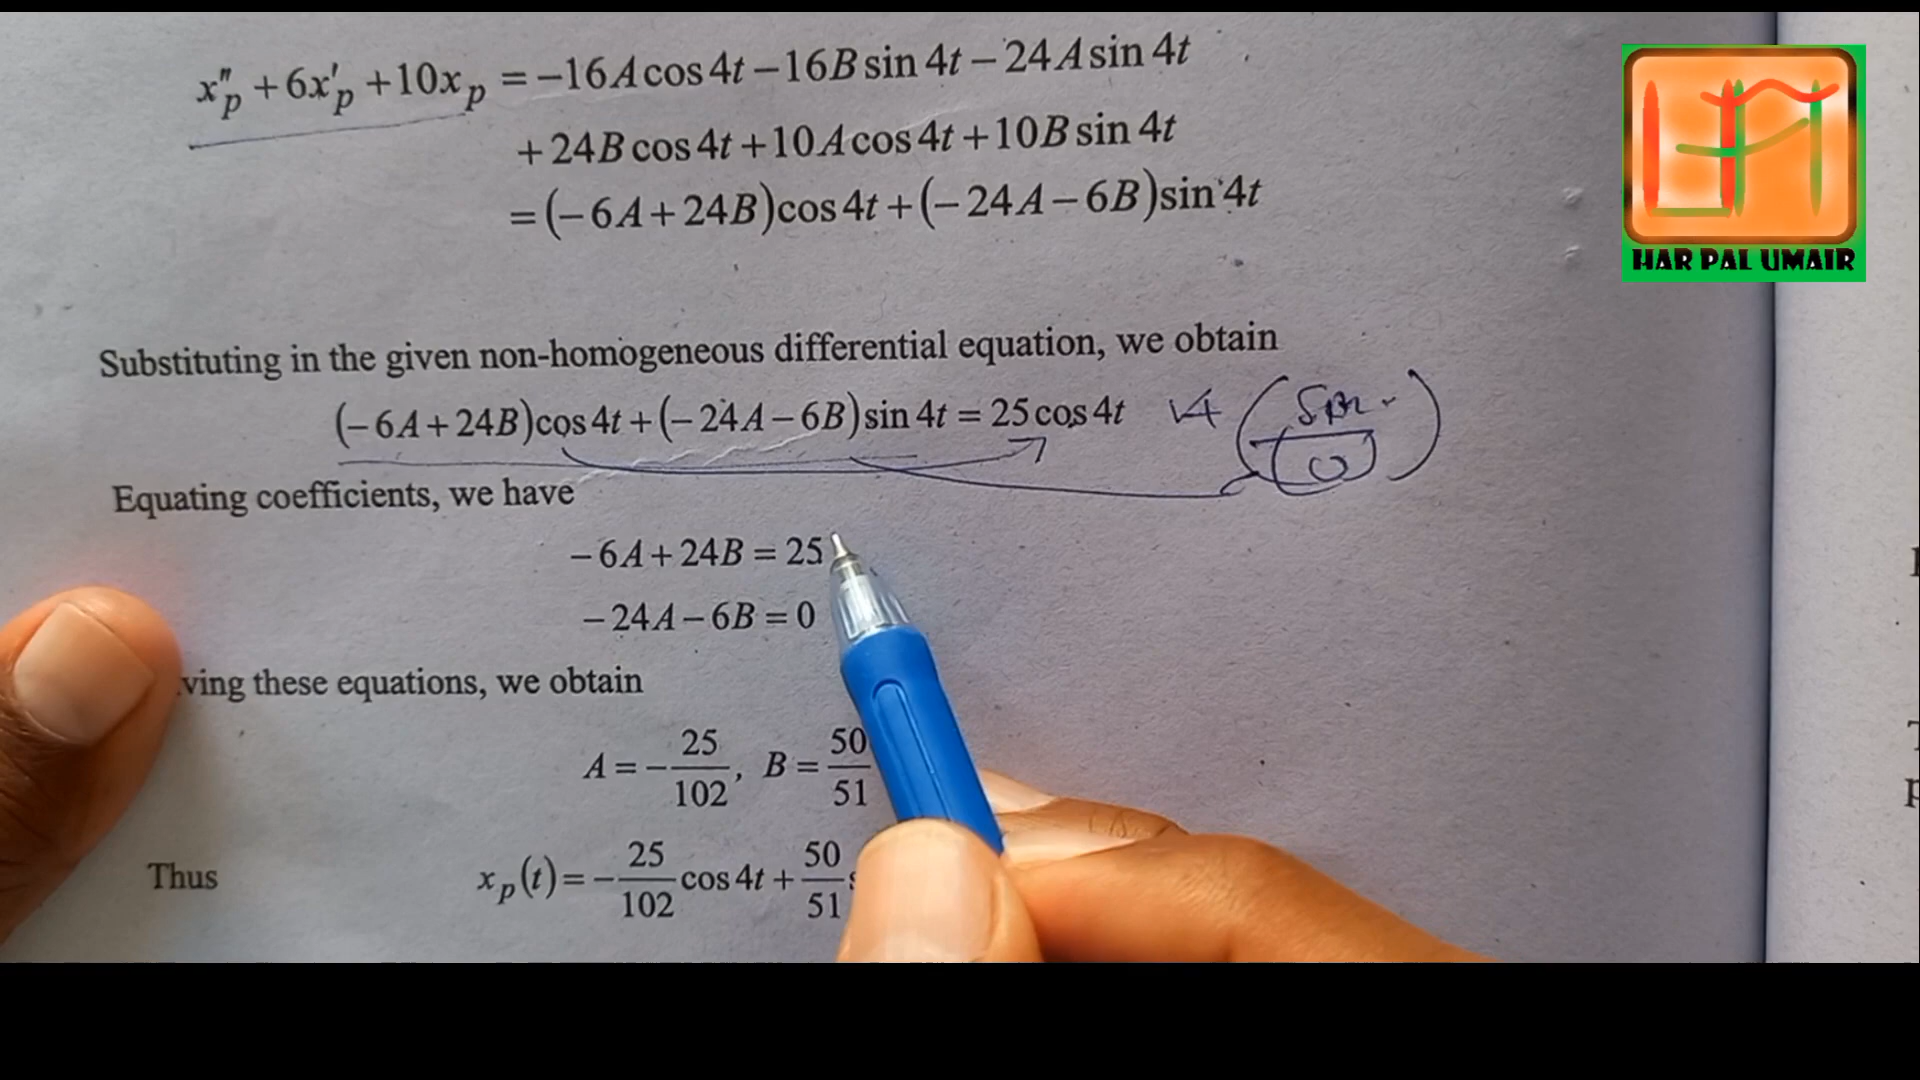 x″p + 6x′p + 10xp = −16A cos 4t − 16B sin 4t − 24A sin 4t
+ 24B cos 4t + 10A cos 4t + 10B sin 4t
= (−6A + 24B)cos 4t + (−24A − 6B)sin 4t
HAR PAL UMAIR
Substituting in the given non-homogeneous differential equation, we obtain
(−6A + 24B)cos 4t + (−24A − 6B)sin 4t = 25 cos 4t
Equating coefficients, we have
−6A + 24B = 25
−24A − 6B = 0
ving these equations, we obtain
A = −25/102, B = 50/51
Thus xp(t) = −25/102 cos 4t + 50/51